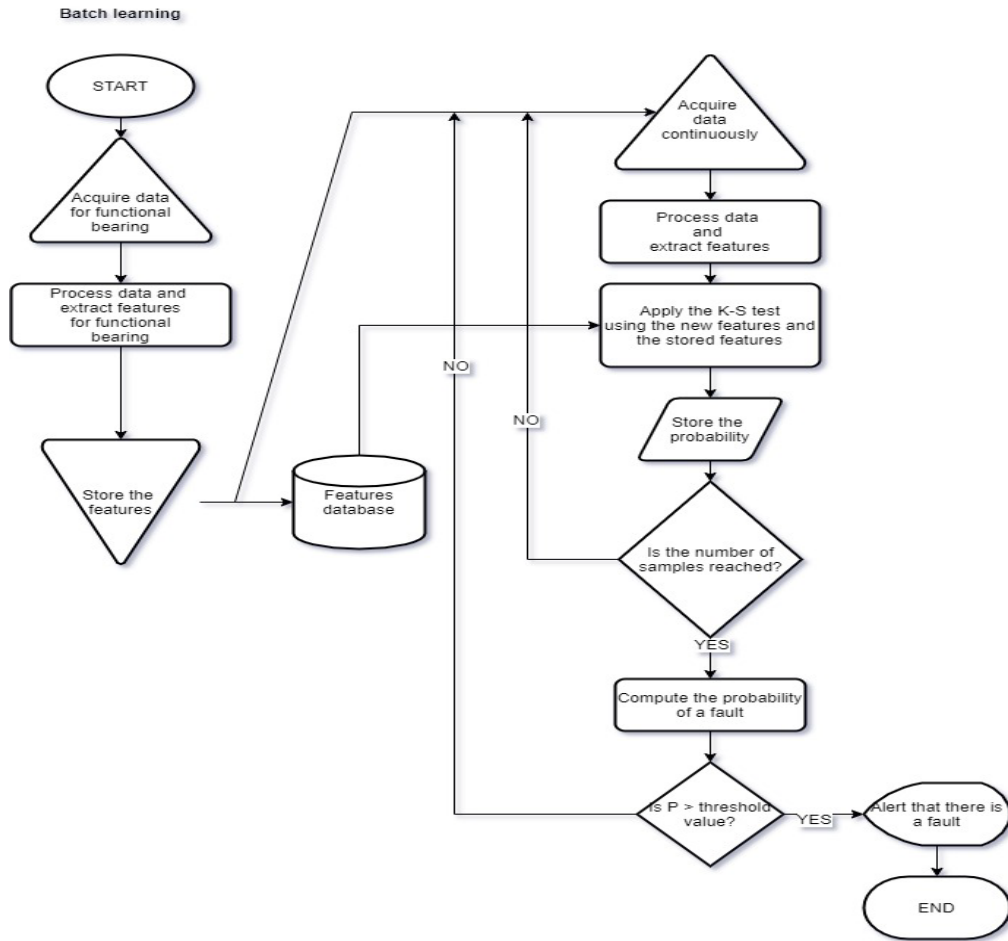 Batch learning
START
Acquire data
for functional
bearing
Process data and
extract features
for functional
bearing
Store the
features
Features
database
Acquire
data
continuously
Process data
and
extract features
Apply the K-S test
using the new features and
the stored features
Store the
probability
Is the number of
samples reached?
NO
YES
Compute the probability
of a fault
Is P > threshold
value?
NO
YES
Alert that there is
a fault
END